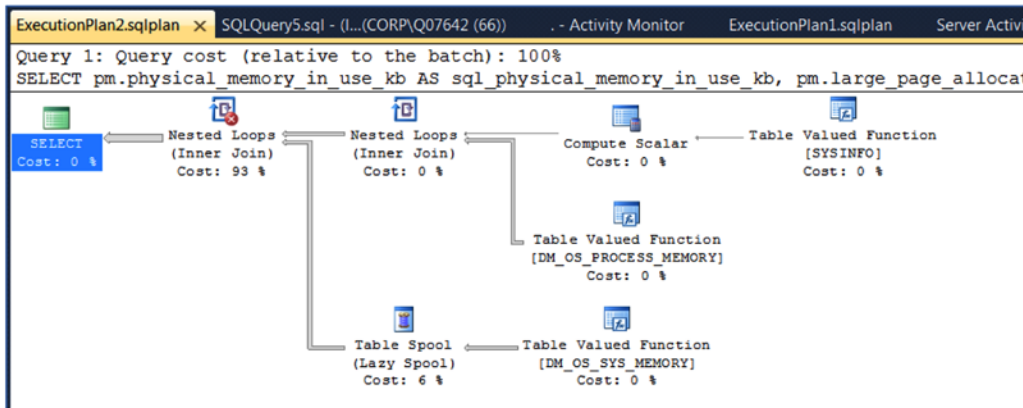 ExecutionPlan2.sqlplan × SQLQuery5.sql - (I...(CORP\Q07642 (66)) . - Activity Monitor ExecutionPlan1.sqlplan Server Activi
Query 1: Query cost (relative to the batch): 100%
SELECT pm.physical_memory_in_use_kb AS sql_physical_memory_in_use_kb, pm.large_page_allocat
SELECT
Cost: 0 %
Nested Loops
(Inner Join)
Cost: 93 %
Nested Loops
(Inner Join)
Cost: 0 %
Compute Scalar
Cost: 0 %
Table Valued Function
[SYSINFO]
Cost: 0 %
Table Valued Function
[DM_OS_PROCESS_MEMORY]
Cost: 0 %
Table Spool
(Lazy Spool)
Cost: 6 %
Table Valued Function
[DM_OS_SYS_MEMORY]
Cost: 0 %